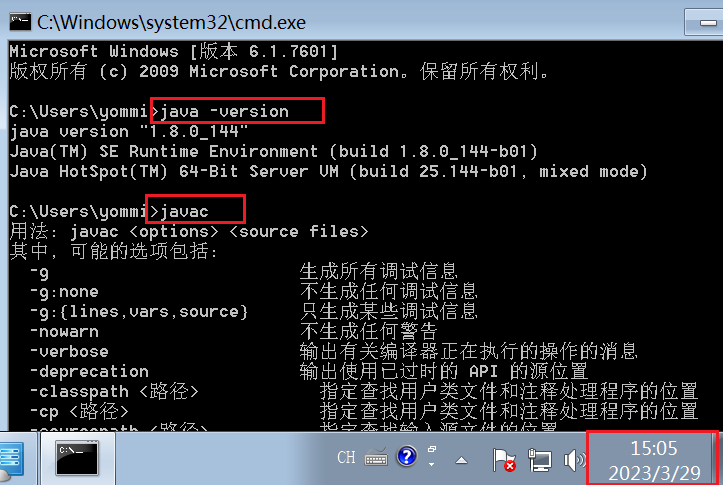 C:\Windows\system32\cmd.exe
Microsoft Windows [版本 6.1.7601]
版权所有 (c) 2009 Microsoft Corporation。保留所有权利。
C:\Users\yommi>java -version
java version "1.8.0_144"
Java(TM) SE Runtime Environment (build 1.8.0_144-b01)
Java HotSpot(TM) 64-Bit Server VM (build 25.144-b01, mixed mode)
C:\Users\yommi>javac
用法: javac <options> <source files>
其中, 可能的选项包括:
-g 生成所有调试信息
-g:none 不生成任何调试信息
-g:{lines,vars,source} 只生成某些调试信息
-nowarn 不生成任何警告
-verbose 输出有关编译器正在执行的操作的消息
-deprecation 输出使用已过时的 API 的源位置
-classpath <路径> 指定查找用户类文件和注释处理程序的位置
-cp <路径> 指定查找用户类文件和注释处理程序的位置
-sourcepath <路径> 指定查找输入源文件的位置
CH
15:05
2023/3/29